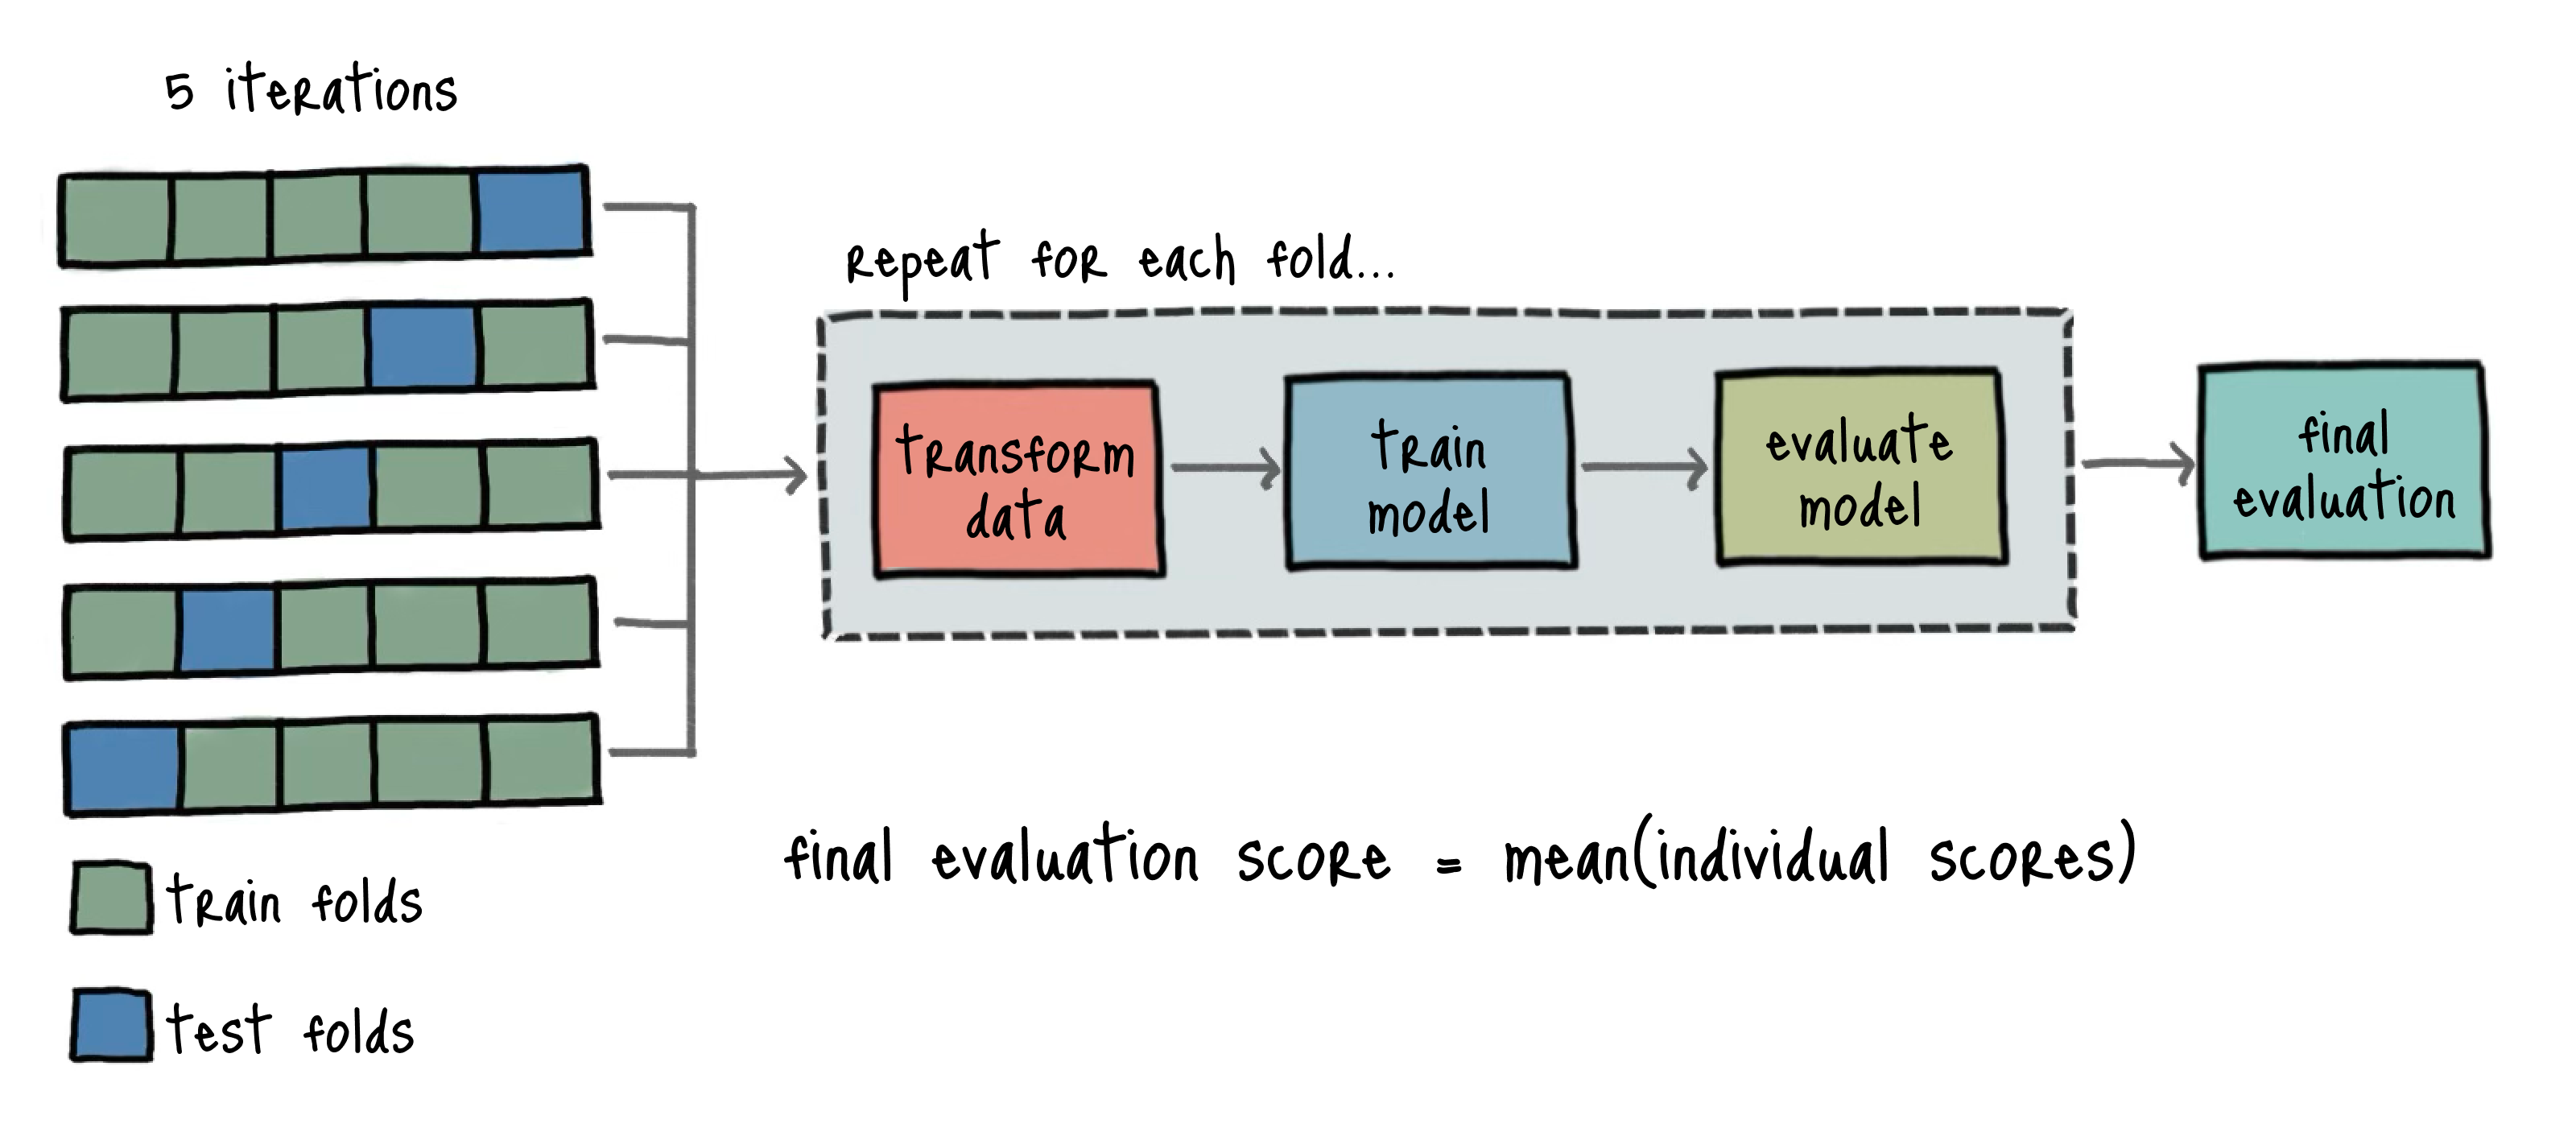 5 iterations
repeat for each fold...
transform
data
train
model
evaluate
model
final
evaluation
final evaluation score = mean(individual scores)
train folds
test folds